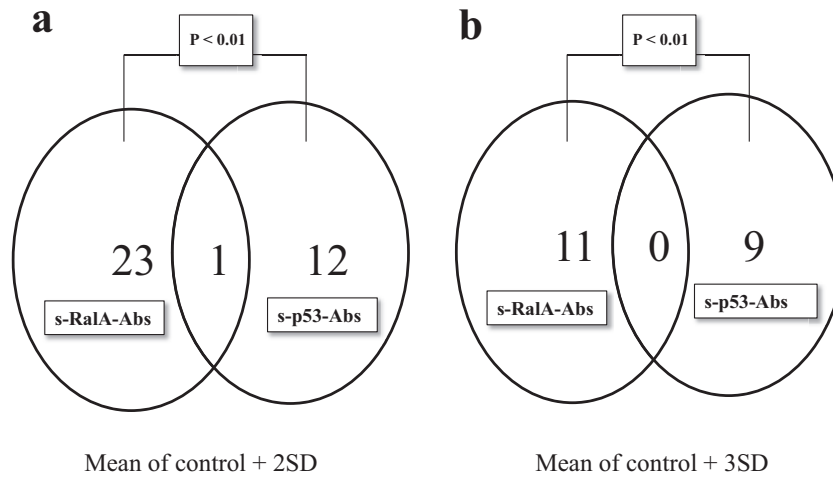 a
P < 0.01
23
1
12
s-RalA-Abs
s-p53-Abs
Mean of control + 2SD
b
P < 0.01
11
0
9
s-RalA-Abs
s-p53-Abs
Mean of control + 3SD